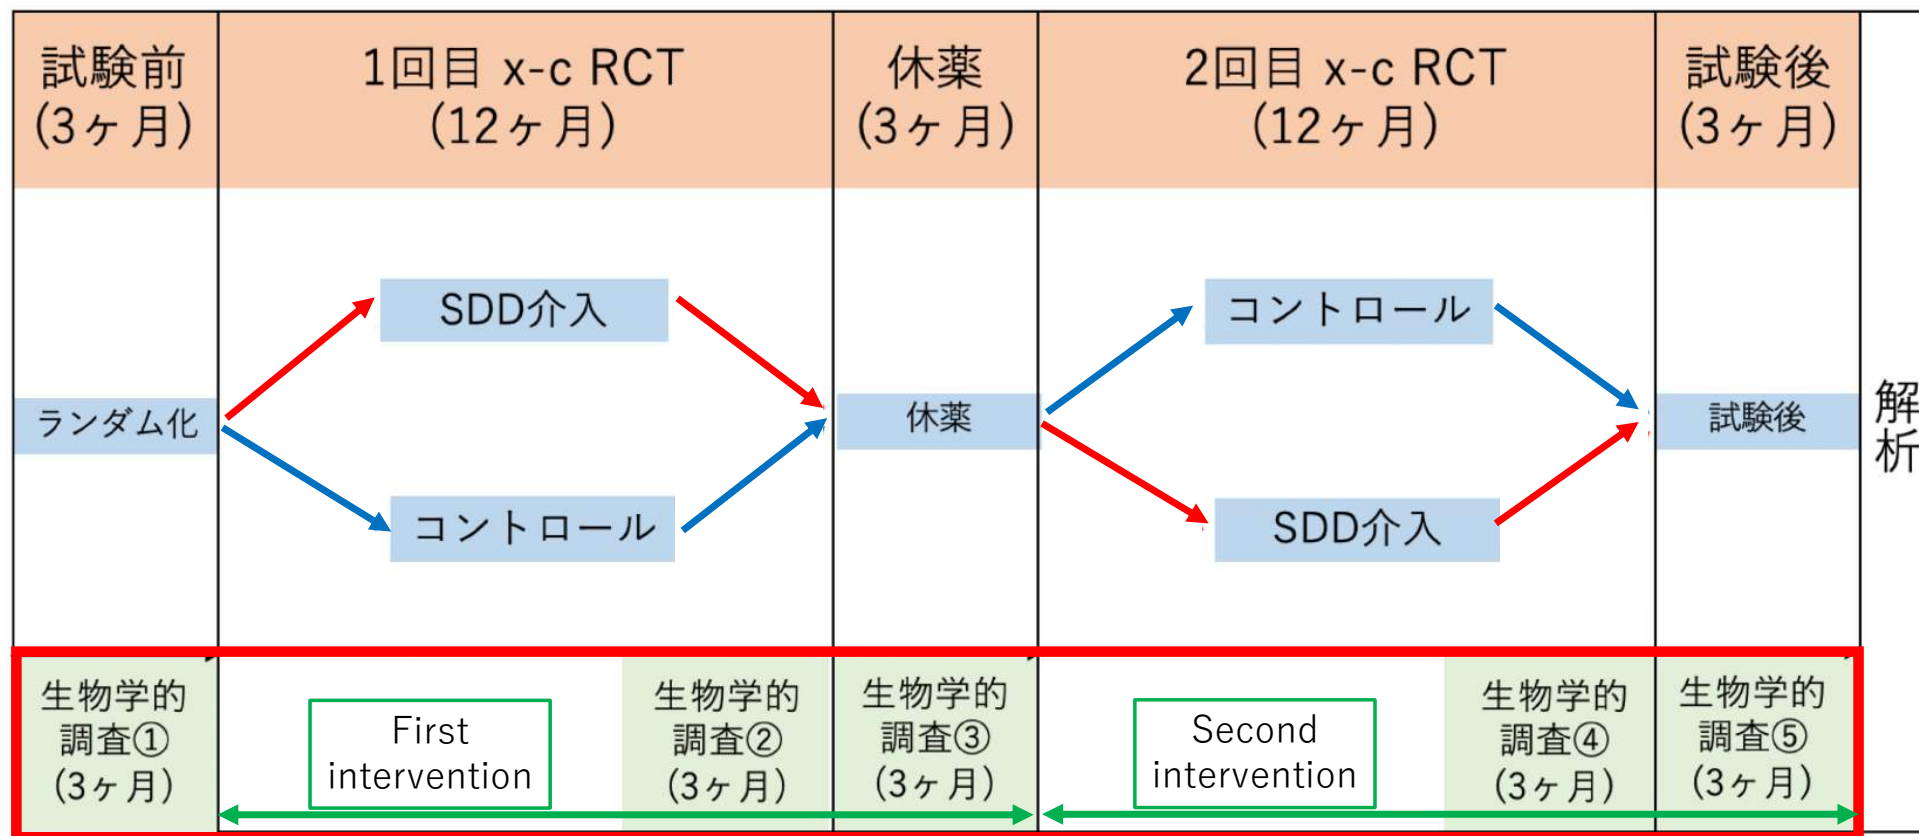 試験前
(3ヶ月)
1回目 x-c RCT
(12ヶ月)
休薬
(3ヶ月)
2回目 x-c RCT
(12ヶ月)
試験後
(3ヶ月)
SDD介入
コントロール
ランダム化
休薬
試験後
解析
コントロール
SDD介入
生物学的
調査①
(3ヶ月)
First
intervention
生物学的
調査②
(3ヶ月)
生物学的
調査③
(3ヶ月)
Second
intervention
生物学的
調査④
(3ヶ月)
生物学的
調査⑤
(3ヶ月)